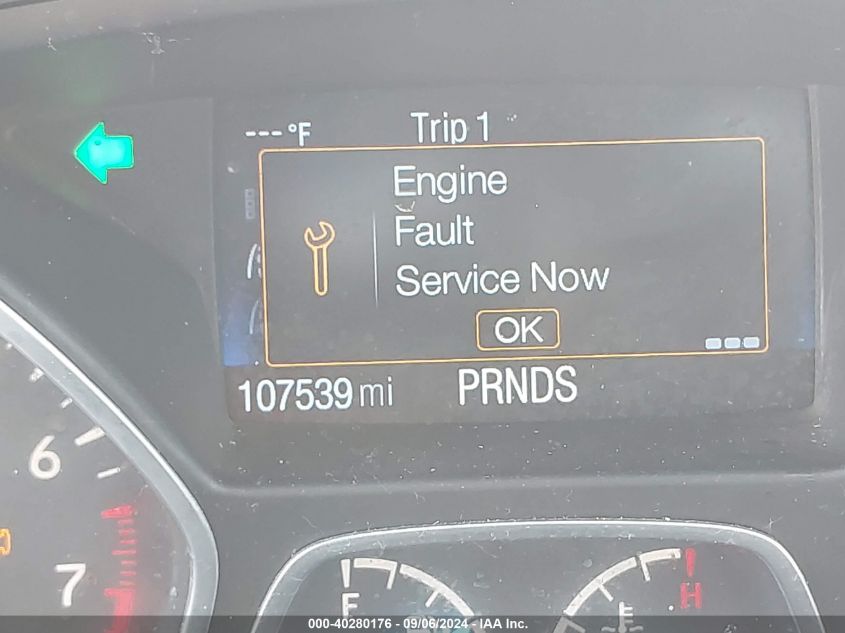 ---°F Trip 1
Engine
Fault
Service Now
OK
107539 mi PRNDS
6
7
F
H
E
000-40280176 - 09/06/2024 - IAA Inc.